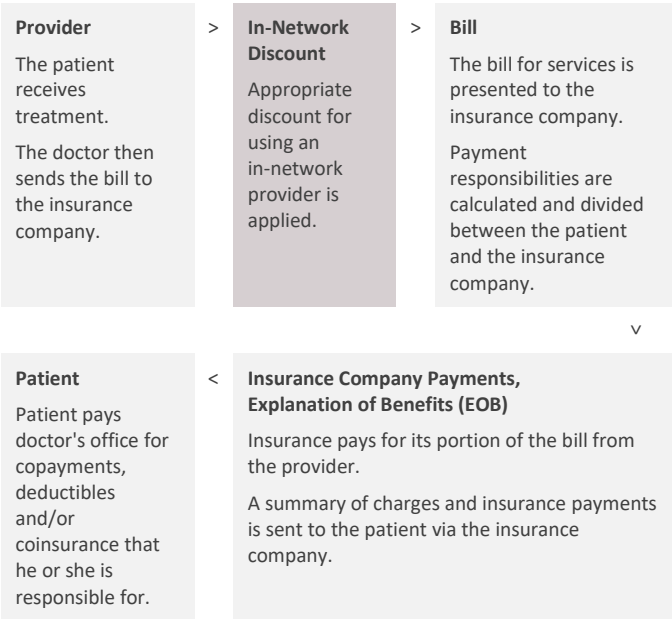 Provider
The patient
receives
treatment.
The doctor then
sends the bill to
the insurance
company.
>
In-Network
Discount
Appropriate
discount for
using an
in-network
provider is
applied.
>
Bill
The bill for services is
presented to the
insurance company.
Payment
responsibilities are
calculated and divided
between the patient
and the insurance
company.
>
Insurance Company Payments,
Explanation of Benefits (EOB)
Insurance pays for its portion of the bill from
the provider.
A summary of charges and insurance payments
is sent to the patient via the insurance
company.
<
Patient
Patient pays
doctor's office for
copayments,
deductibles
and/or
coinsurance that
he or she is
responsible for.